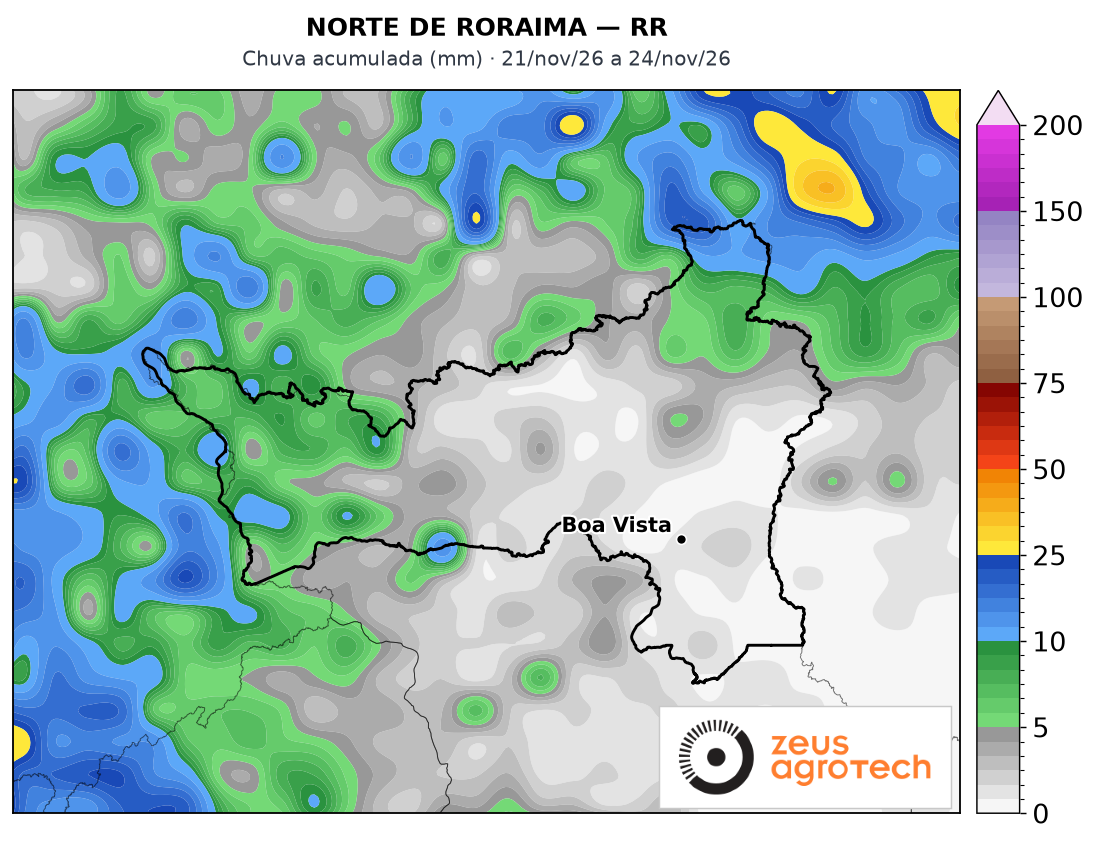 NORTE DE RORAIMA — RR
Chuva acumulada (mm) · 21/nov/26 a 24/nov/26
200
150
100
75
50
25
10
5
0
Boa Vista
zeus
agrotech